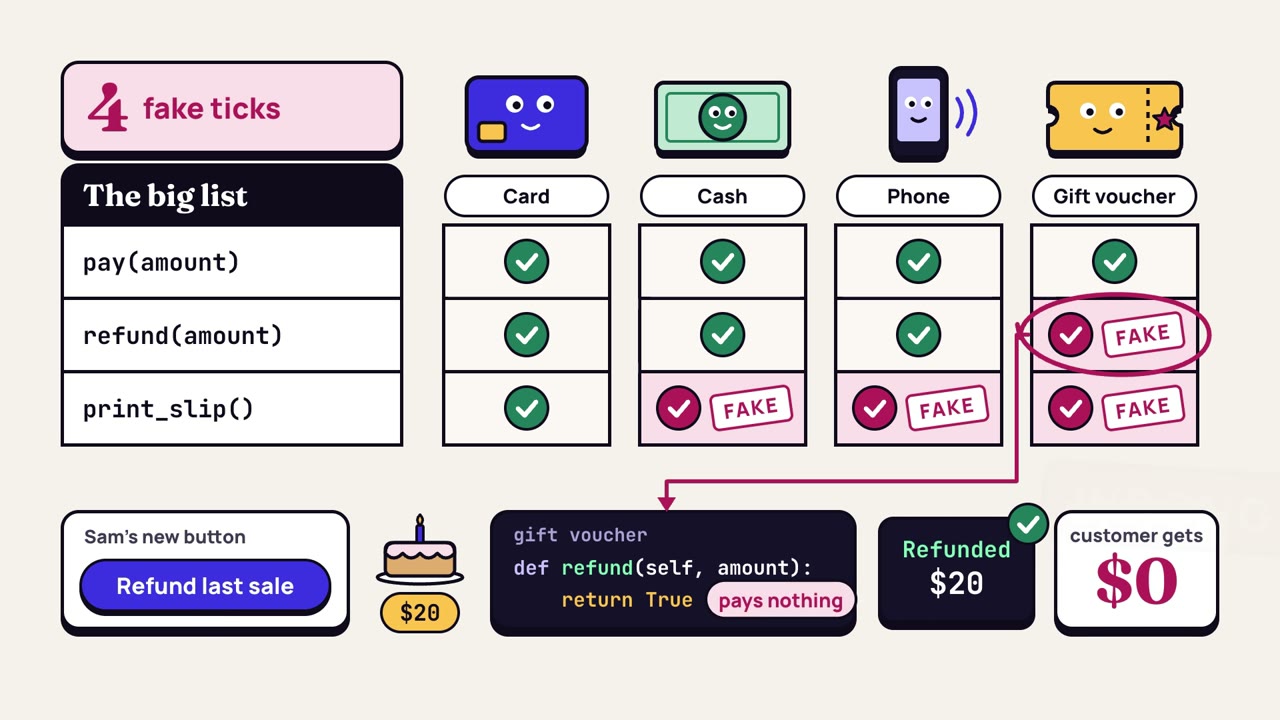 4 fake ticks
The big list
Card
Cash
Phone
Gift voucher
pay(amount)
refund(amount)
FAKE
print_slip()
FAKE
FAKE
FAKE
Sam's new button
Refund last sale
$20
gift voucher
def refund(self, amount):
return True
pays nothing
Refunded
$20
customer gets
$0